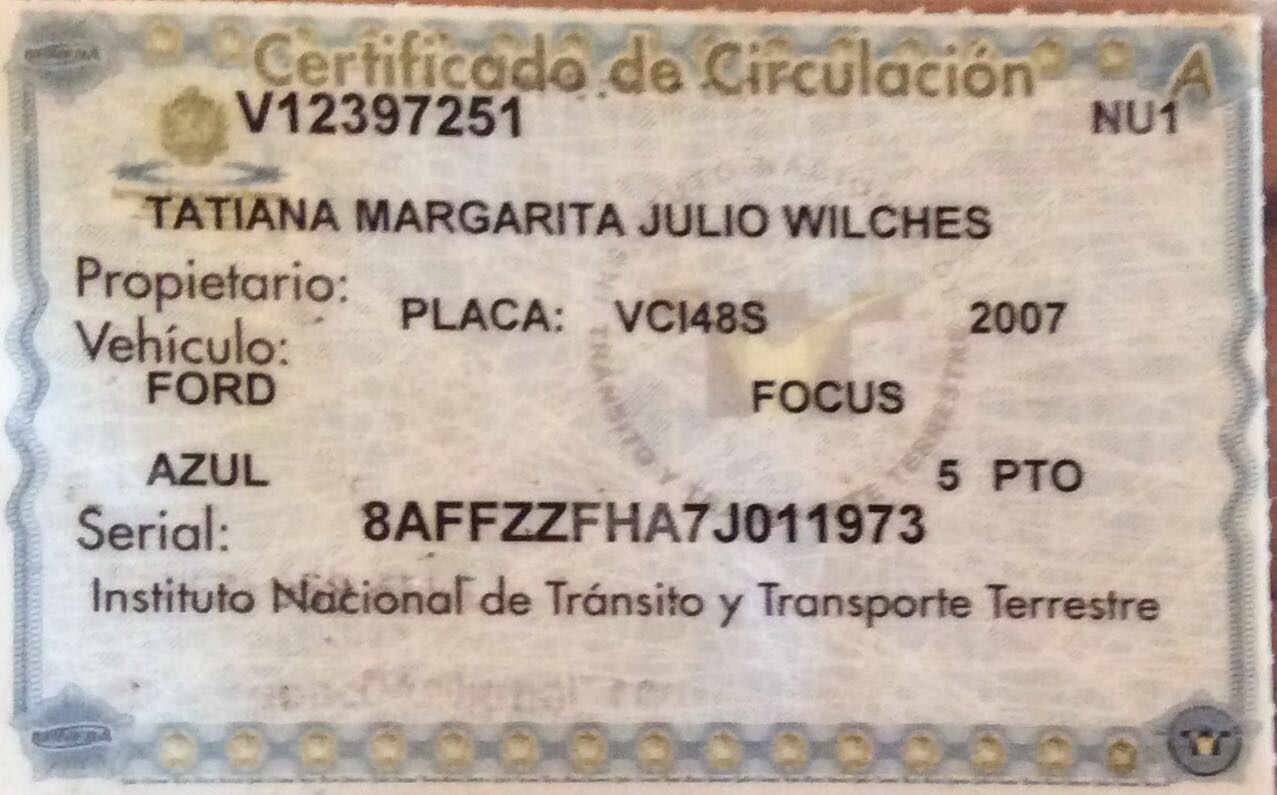 Certificado de Circulación A
V12397251 NU1
TATIANA MARGARITA JULIO WILCHES
Propietario:
PLACA: VCI48S 2007
Vehículo:
FORD FOCUS
AZUL 5 PTO
Serial: 8AFFZZFHA7J011973
Instituto Nacional de Tránsito y Transporte Terrestre